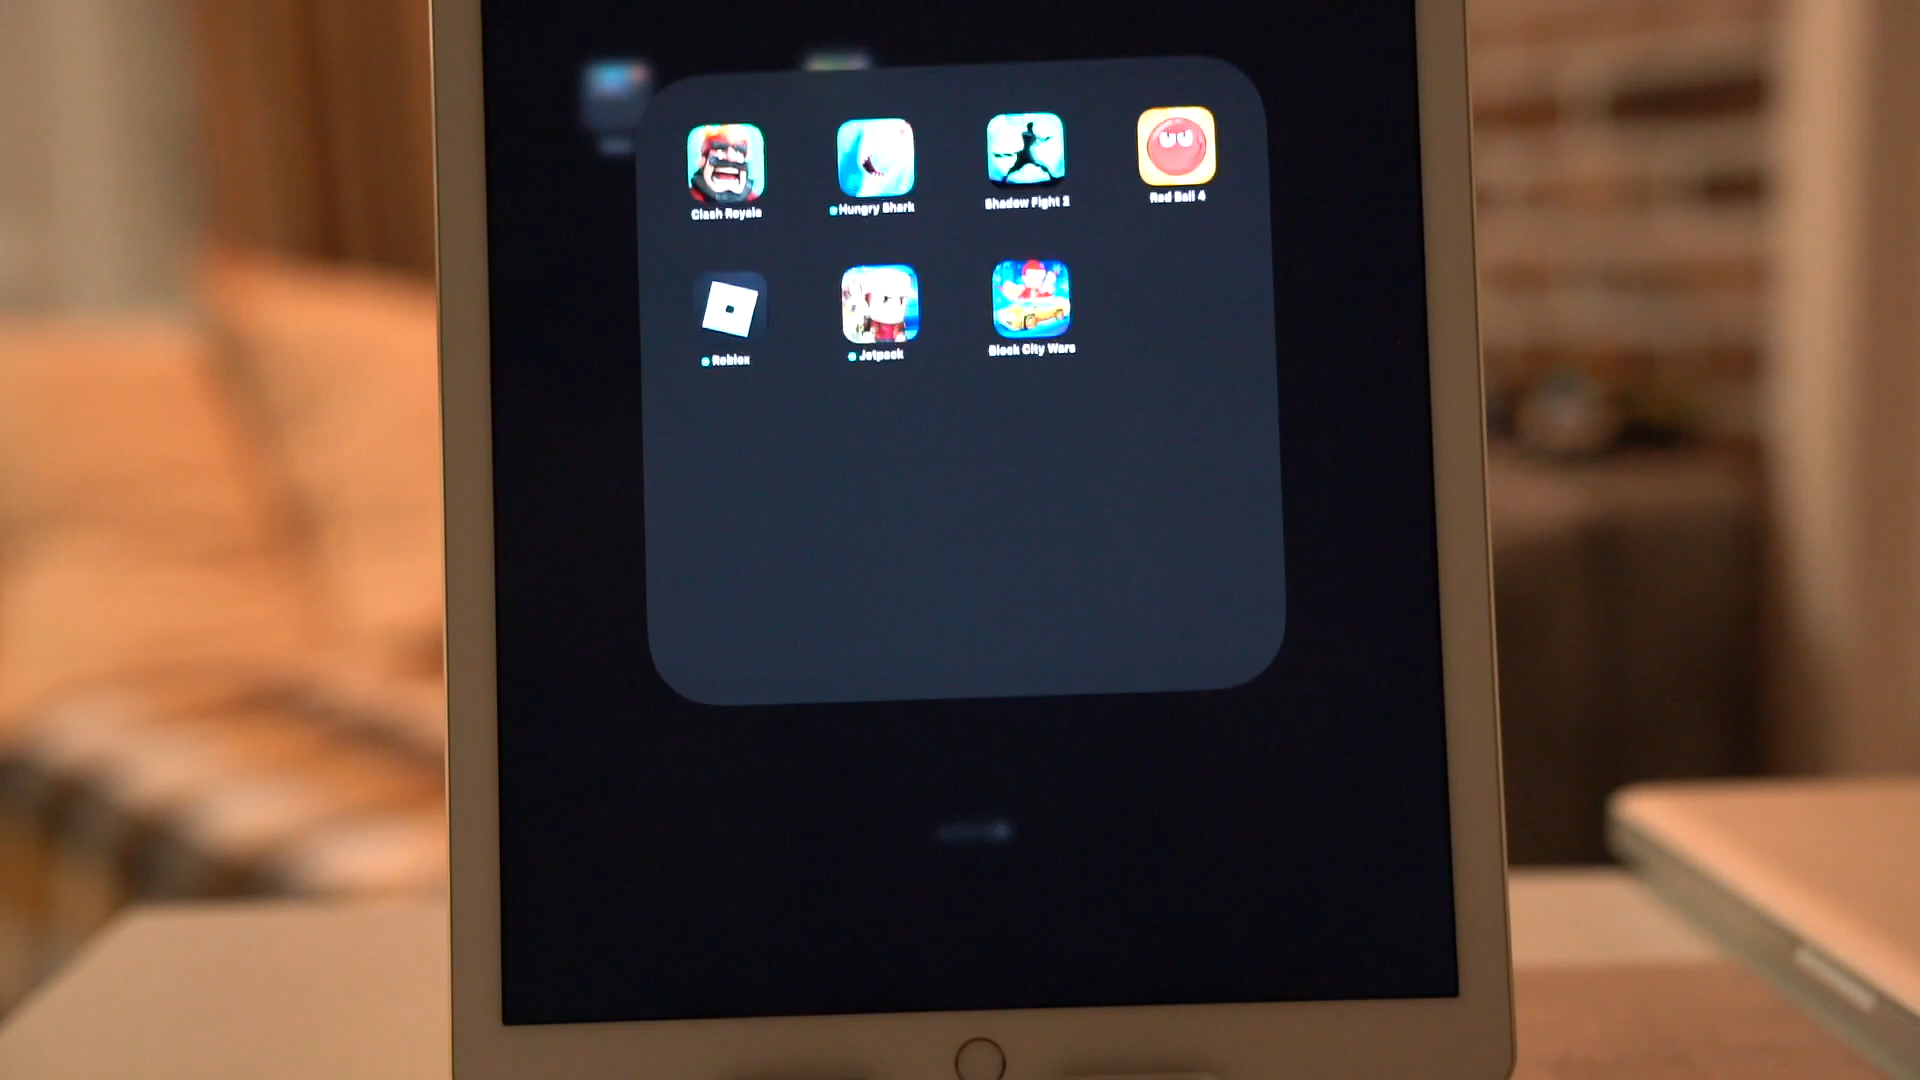 Clash Royale
Hungry Shark
Shadow Fight 2
Red Ball 4
Roblox
Jetpack
Block City Wars